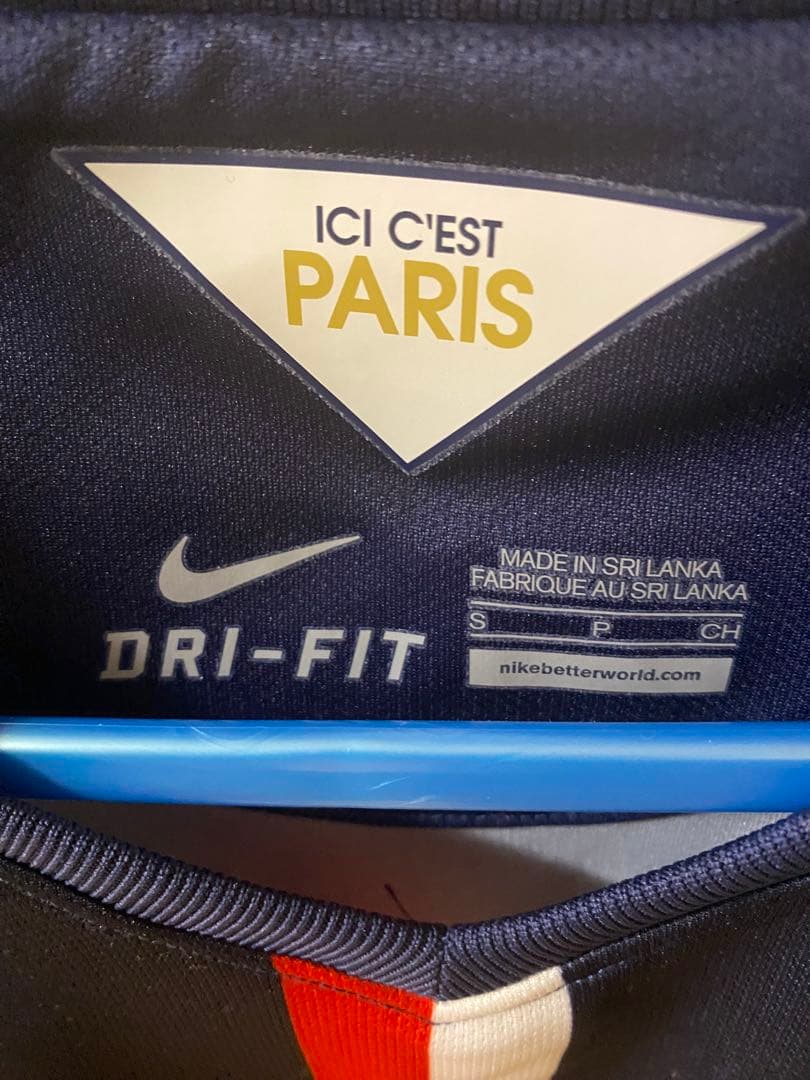 ICI C'EST
PARIS
DRI-FIT
MADE IN SRI LANKA
FABRIQUE AU SRI LANKA
S P CH
nikebetterworld.com